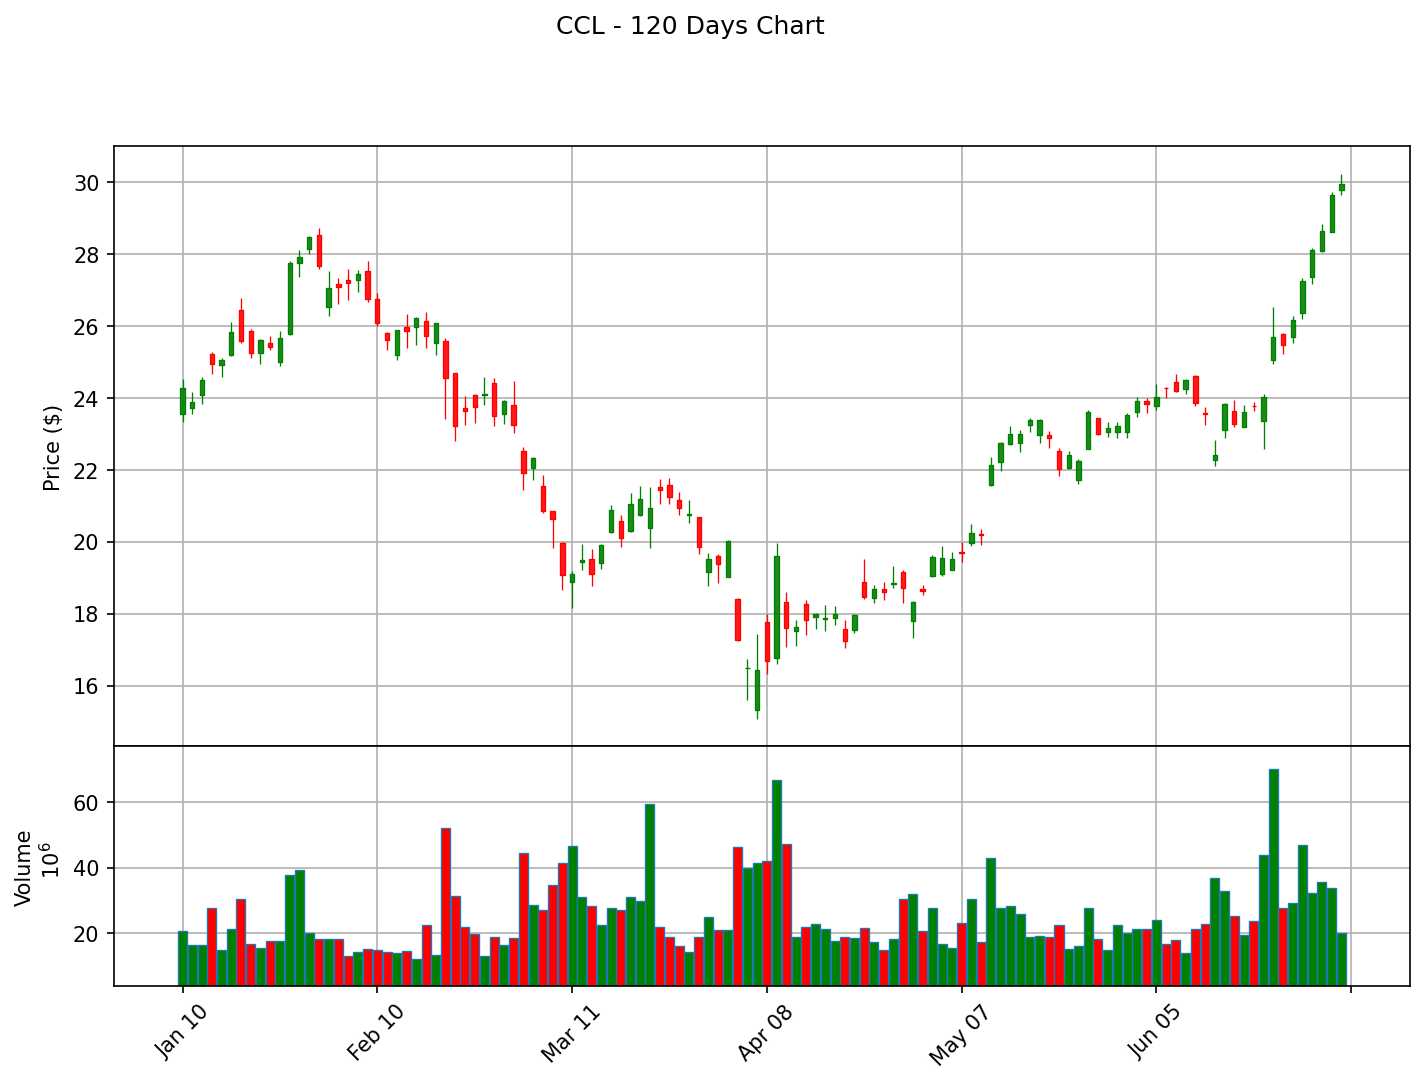 CCL - 120 Days Chart
30
28
26
24
22
20
18
16
Price ($)
60
40
20
Volume
10^6
Jan 10
Feb 10
Mar 11
Apr 08
May 07
Jun 05